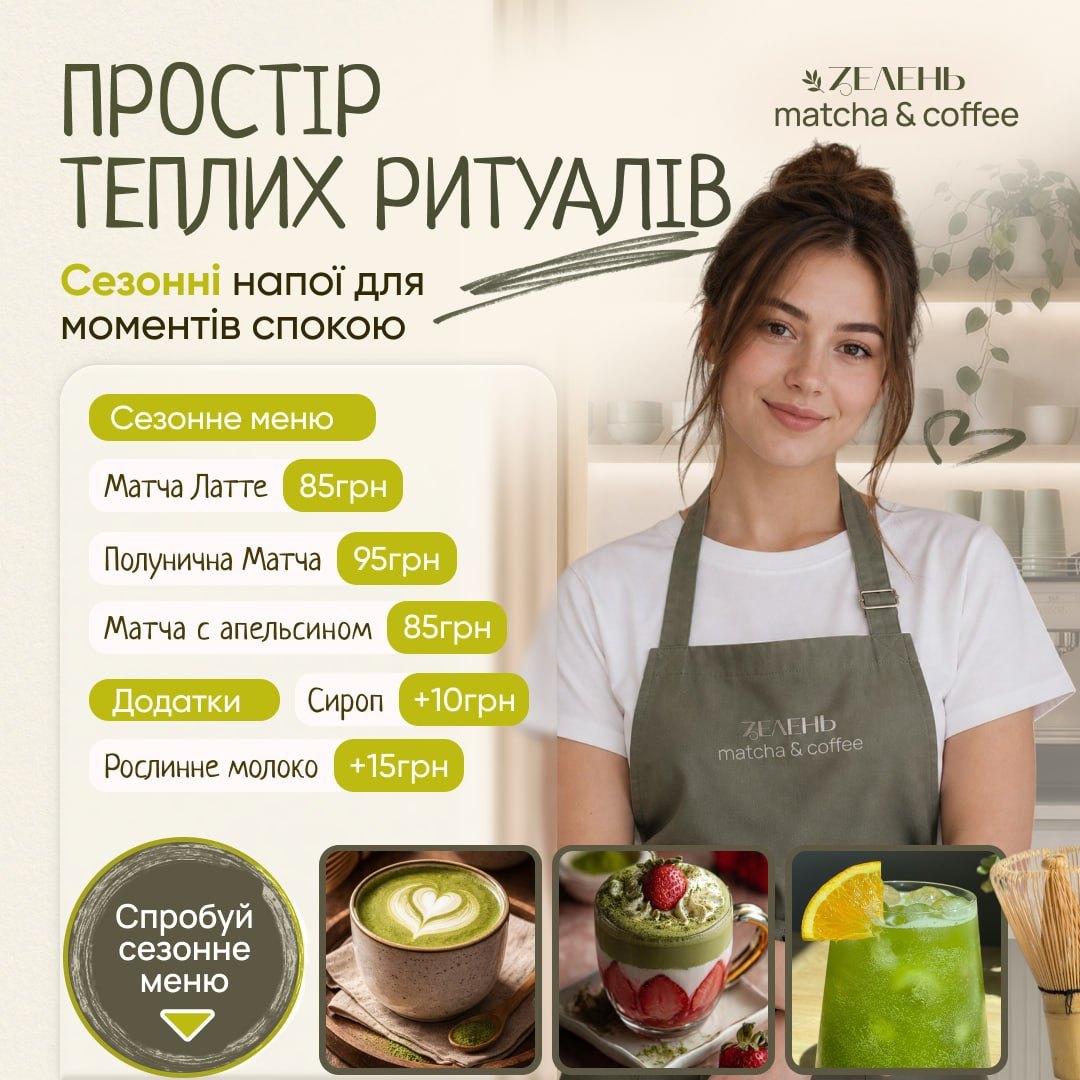 ПРОСТІР
ТЕПЛИХ РИТУАЛІВ
ЗЕЛЕНЬ
matcha & coffee
Сезонні напої для
моментів спокою
Сезонне меню
Матча Латте 85грн
Полунична Матча 95грн
Матча с апельсином 85грн
Додатки Сироп +10грн
Рослинне молоко +15грн
ЗЕЛЕНЬ
matcha & coffee
Спробуй
сезонне
меню